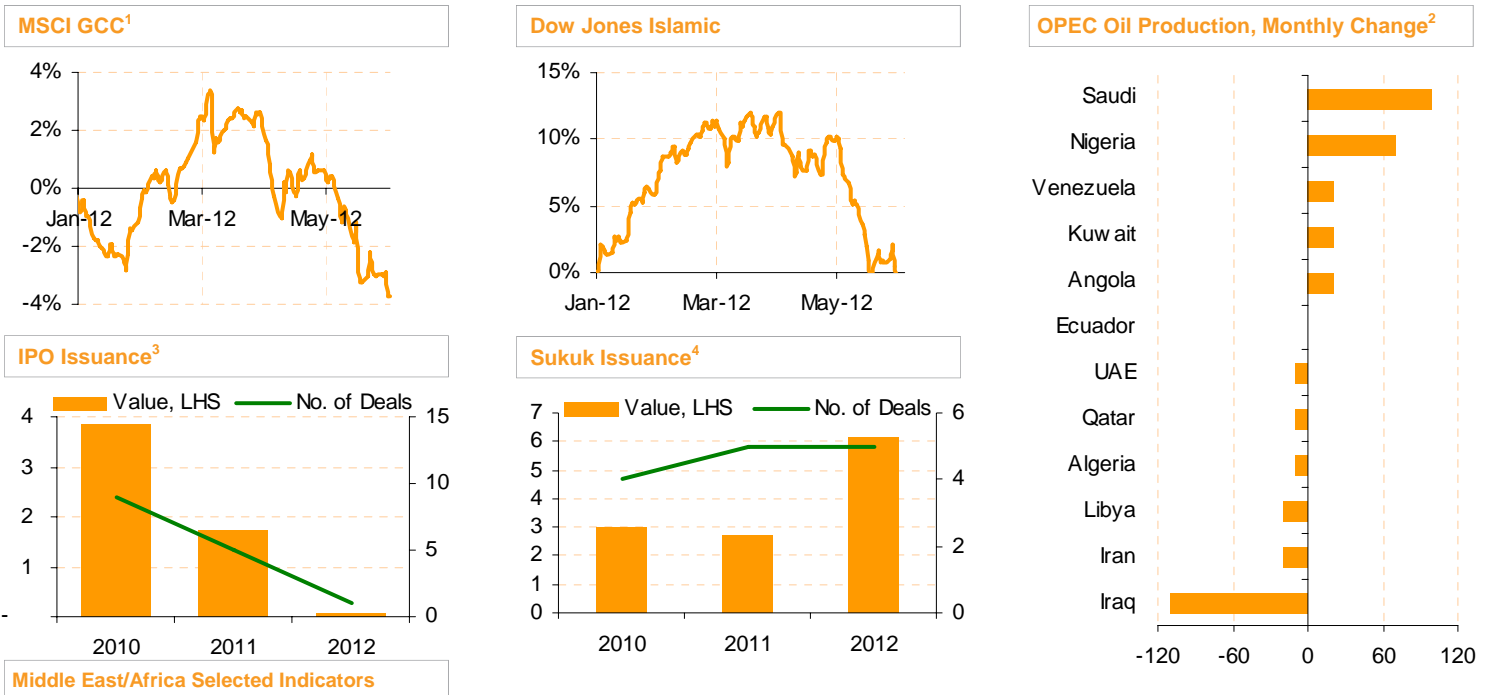 MSCI GCC1
4%
2%
0%
-2%
-4%
Jan-12 Mar-12 May-12
Dow Jones Islamic
15%
10%
5%
0%
Jan-12 Mar-12 May-12
OPEC Oil Production, Monthly Change2
Saudi
Nigeria
Venezuela
Kuwait
Angola
Ecuador
UAE
Qatar
Algeria
Libya
Iran
Iraq
-120 -60 0 60 120
IPO Issuance3
Value, LHS No. of Deals
4
3
2
1
-
15
10
5
0
2010 2011 2012
Sukuk Issuance4
Value, LHS No. of Deals
7
6
5
4
3
2
1
0
6
4
2
0
2010 2011 2012
Middle East/Africa Selected Indicators